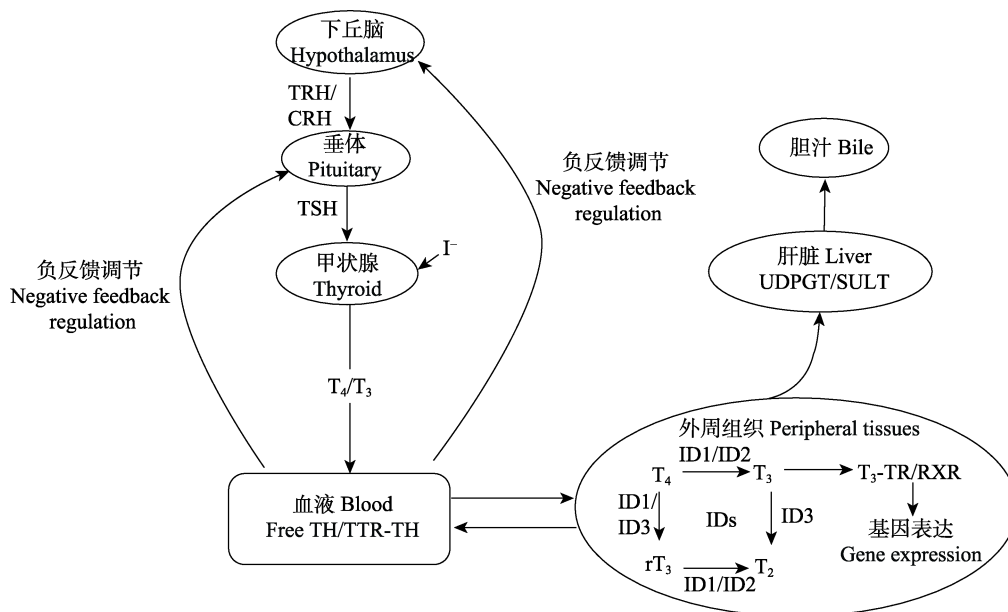 下丘脑
Hypothalamus
TRH/
CRH
垂体
Pituitary
TSH
I⁻
甲状腺
Thyroid
负反馈调节
Negative feedback
regulation
负反馈调节
Negative feedback
regulation
T₄/T₃
血液 Blood
Free TH/TTR-TH
胆汁 Bile
肝脏 Liver
UDPGT/SULT
外周组织 Peripheral tissues
ID1/ID2
T₄
T₃
T₃-TR/RXR
ID1/
ID3
IDs
ID3
基因表达
Gene expression
rT₃
T₂
ID1/ID2